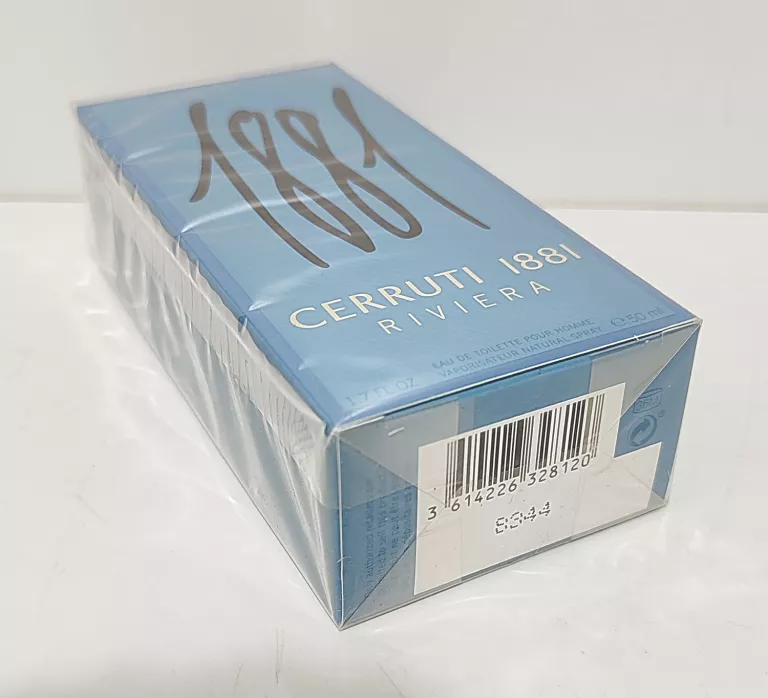 1881
CERRUTI 1881
RIVIERA
EAU DE TOILETTE POUR HOMME
VAPORISATEUR NATURAL SPRAY
1.7 FL.OZ. ℮ 50 ml
3 614226 328120
8344